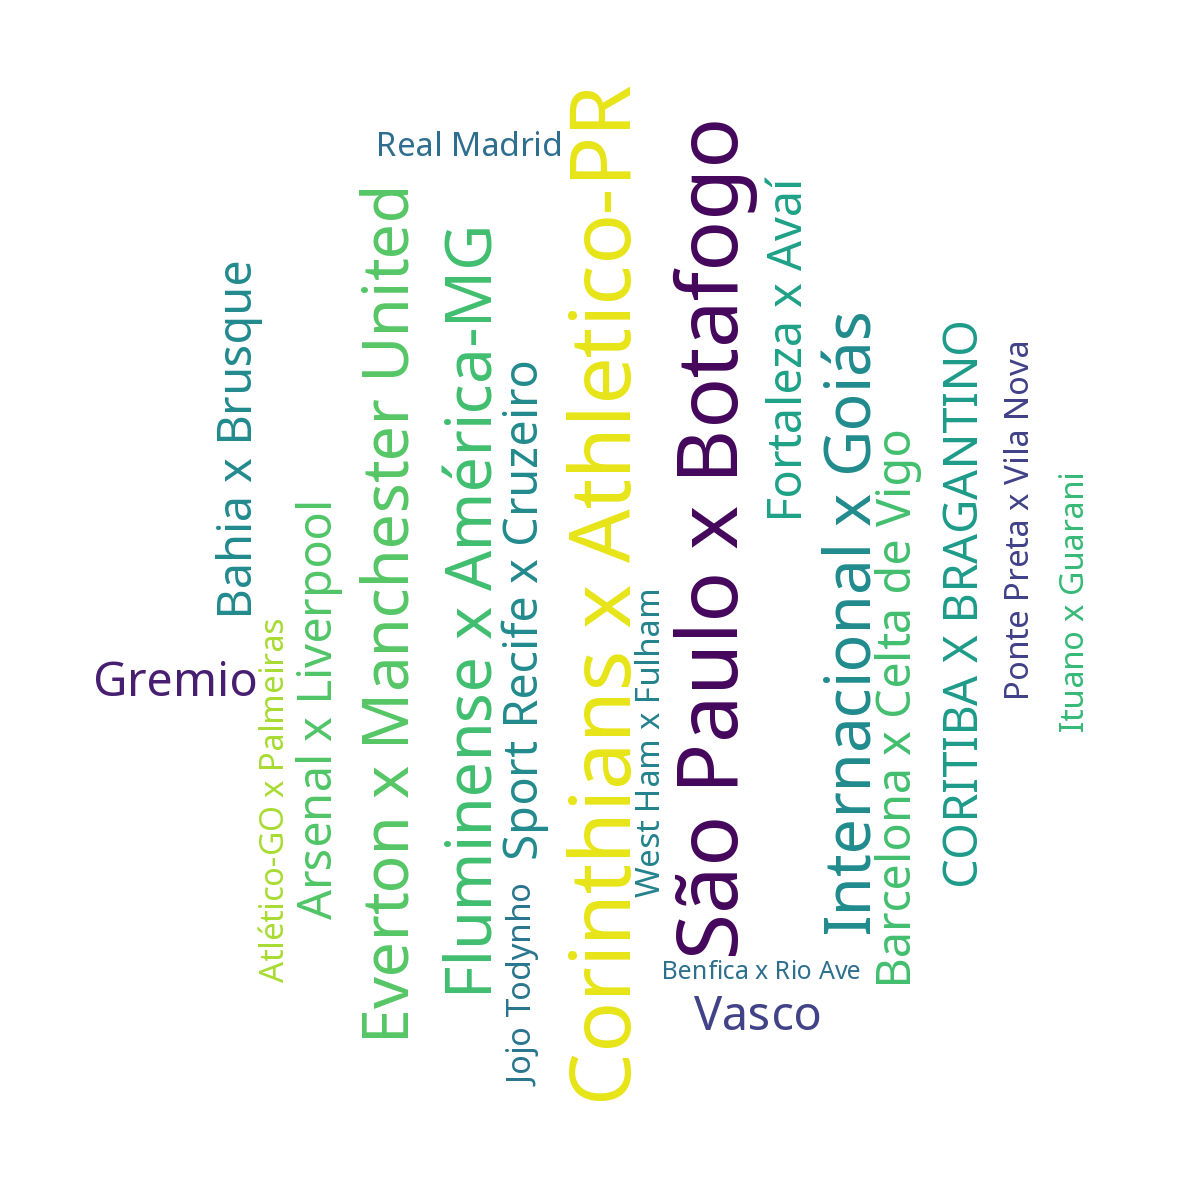 Real Madrid
Gremio
Bahia x Brusque
Atlético-GO x Palmeiras
Arsenal x Liverpool
Everton x Manchester United
Fluminense x América-MG
Sport Recife x Cruzeiro
Jojo Todynho
Corinthians x Athletico-PR
West Ham x Fulham
São Paulo x Botafogo
Fortaleza x Avaí
Internacional x Goiás
Barcelona x Celta de Vigo
CORITIBA X BRAGANTINO
Ponte Preta x Vila Nova
Ituano x Guarani
Benfica x Rio Ave
Vasco